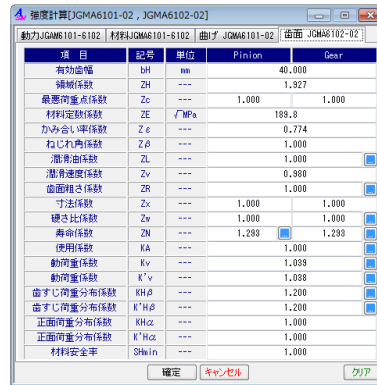 強度計算[JGMA6101-02 , JGMA6102-02]
動力JGMA6101-6102 材料JGMA6101-6102 曲げ JGMA6101-02 歯面 JGMA6102-02
項 目 記号 単位 Pinion Gear
有効歯幅 bH mm 40.000
領域係数 ZH --- 1.927
最悪荷重点係数 Zc --- 1.000 1.000
材料定数係数 ZE √MPa 189.8
かみ合い率係数 Zε --- 0.774
ねじれ角係数 Zβ --- 1.000
潤滑油係数 ZL --- 1.000
潤滑速度係数 Zv --- 0.980
歯面粗さ係数 ZR --- 1.000
寸法係数 Zx --- 1.000 1.000
硬さ比係数 Zw --- 1.000 1.000
寿命係数 ZN --- 1.293 1.293
使用係数 KA --- 1.000
動荷重係数 Kv --- 1.039
動荷重係数 K'v --- 1.038
歯すじ荷重分布係数 KHβ --- 1.200
歯すじ荷重分布係数 K'Hβ --- 1.200
正面荷重分布係数 KHα --- 1.000
正面荷重分布係数 K'Hα --- 1.000
材料安全率 SHmin --- 1.000
確定 キャンセル クリア